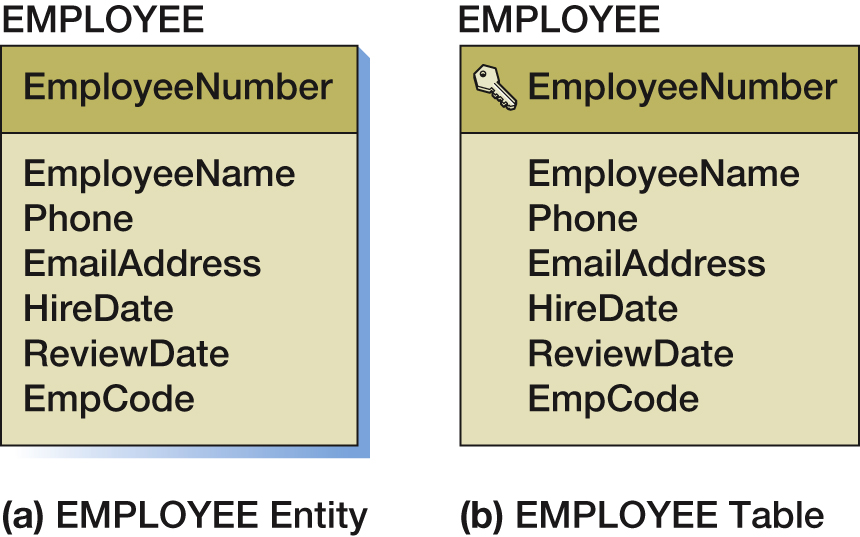 EMPLOYEE
EmployeeNumber
EmployeeName
Phone
EmailAddress
HireDate
ReviewDate
EmpCode
(a) EMPLOYEE Entity
EMPLOYEE
EmployeeNumber
EmployeeName
Phone
EmailAddress
HireDate
ReviewDate
EmpCode
(b) EMPLOYEE Table